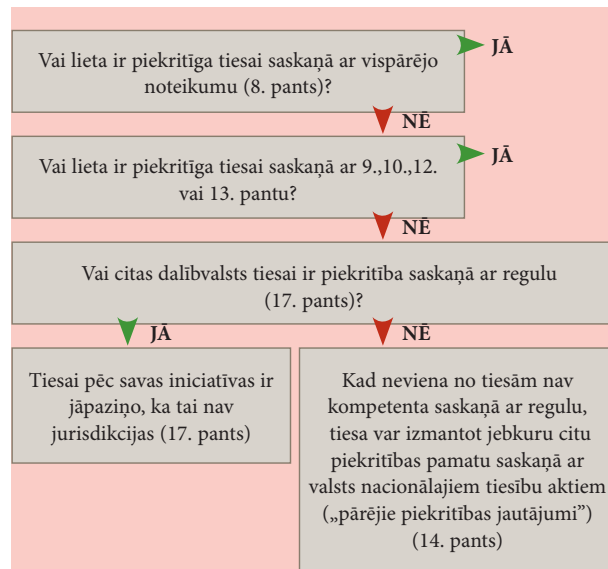 Vai lieta ir piekritīga tiesai saskaņā ar vispārējo
noteikumu (8. pants)?
JĀ
NĒ
Vai lieta ir piekritīga tiesai saskaņā ar 9.,10.,12.
vai 13. pantu?
JĀ
NĒ
Vai citas dalībvalsts tiesai ir piekritība saskaņā ar regulu
(17. pants)?
JĀ
NĒ
Tiesai pēc savas iniciatīvas ir
jāpaziņo, ka tai nav
jurisdikcijas (17. pants)
Kad neviena no tiesām nav
kompetenta saskaņā ar regulu,
tiesa var izmantot jebkuru citu
piekritības pamatu saskaņā ar
valsts nacionālajiem tiesību aktiem
(„pārējie piekritības jautājumi”)
(14. pants)